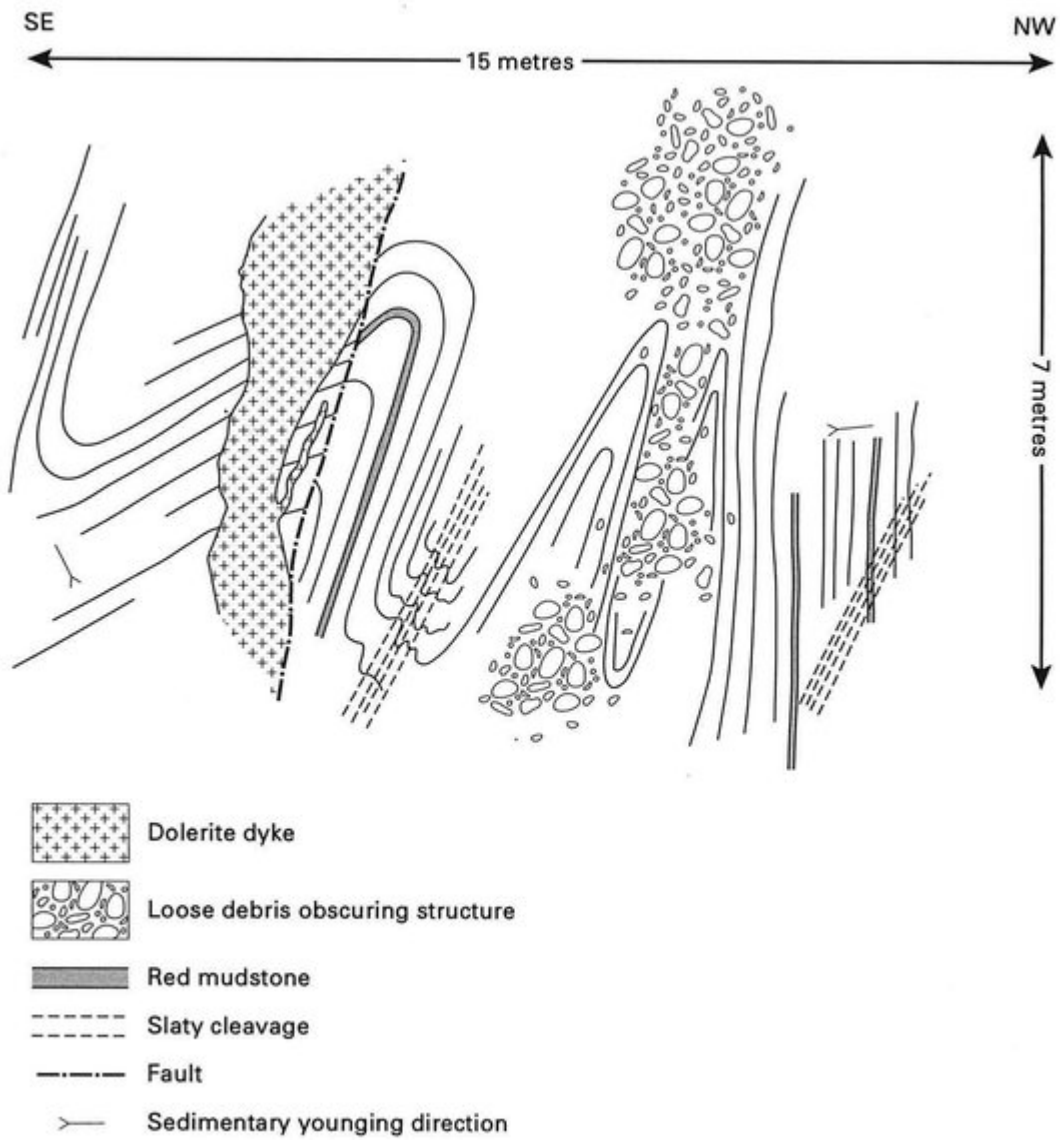 SE
NW
15 metres
7 metres
Dolerite dyke
Loose debris obscuring structure
Red mudstone
Slaty cleavage
Fault
Sedimentary younging direction